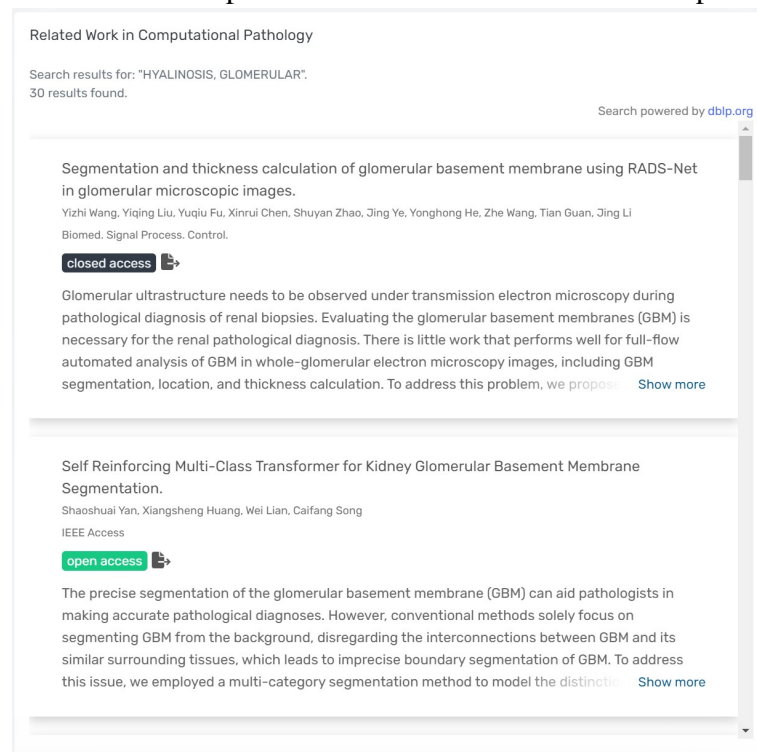 Related Work in Computational Pathology
Search results for: "HYALINOSIS, GLOMERULAR".
30 results found.
Search powered by dblp.org
Segmentation and thickness calculation of glomerular basement membrane using RADS-Net
in glomerular microscopic images.
Yizhi Wang, Yiqing Liu, Yuqiu Fu, Xinrui Chen, Shuyan Zhao, Jing Ye, Yonghong He, Zhe Wang, Tian Guan, Jing Li
Biomed. Signal Process. Control.
closed access
Glomerular ultrastructure needs to be observed under transmission electron microscopy during
pathological diagnosis of renal biopsies. Evaluating the glomerular basement membranes (GBM) is
necessary for the renal pathological diagnosis. There is little work that performs well for full-flow
automated analysis of GBM in whole-glomerular electron microscopy images, including GBM
segmentation, location, and thickness calculation. To address this problem, we propose Show more
Self Reinforcing Multi-Class Transformer for Kidney Glomerular Basement Membrane
Segmentation.
Shaoshuai Yan, Xiangsheng Huang, Wei Lian, Caifang Song
IEEE Access
open access
The precise segmentation of the glomerular basement membrane (GBM) can aid pathologists in
making accurate pathological diagnoses. However, conventional methods solely focus on
segmenting GBM from the background, disregarding the interconnections between GBM and its
similar surrounding tissues, which leads to imprecise boundary segmentation of GBM. To address
this issue, we employed a multi-category segmentation method to model the Show more